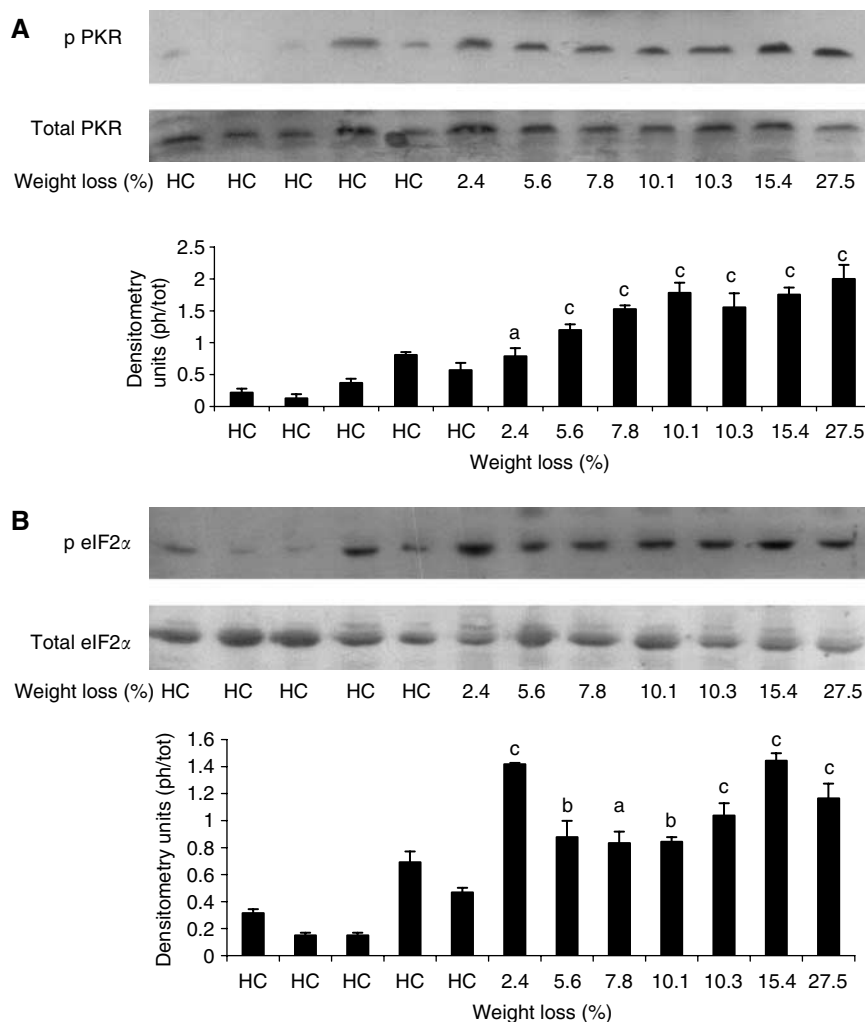 A
p PKR
Total PKR
Weight loss (%) HC HC HC HC HC 2.4 5.6 7.8 10.1 10.3 15.4 27.5
Densitometry
units (ph/tot)
2.5
2
1.5
1
0.5
0
a c c c c c c
HC HC HC HC HC 2.4 5.6 7.8 10.1 10.3 15.4 27.5
Weight loss (%)
B
p eIF2α
Total eIF2α
Weight loss (%) HC HC HC HC HC 2.4 5.6 7.8 10.1 10.3 15.4 27.5
Densitometry units (ph/tot)
1.6
1.4
1.2
1
0.8
0.6
0.4
0.2
0
c b a b c c c
HC HC HC HC HC 2.4 5.6 7.8 10.1 10.3 15.4 27.5
Weight loss (%)